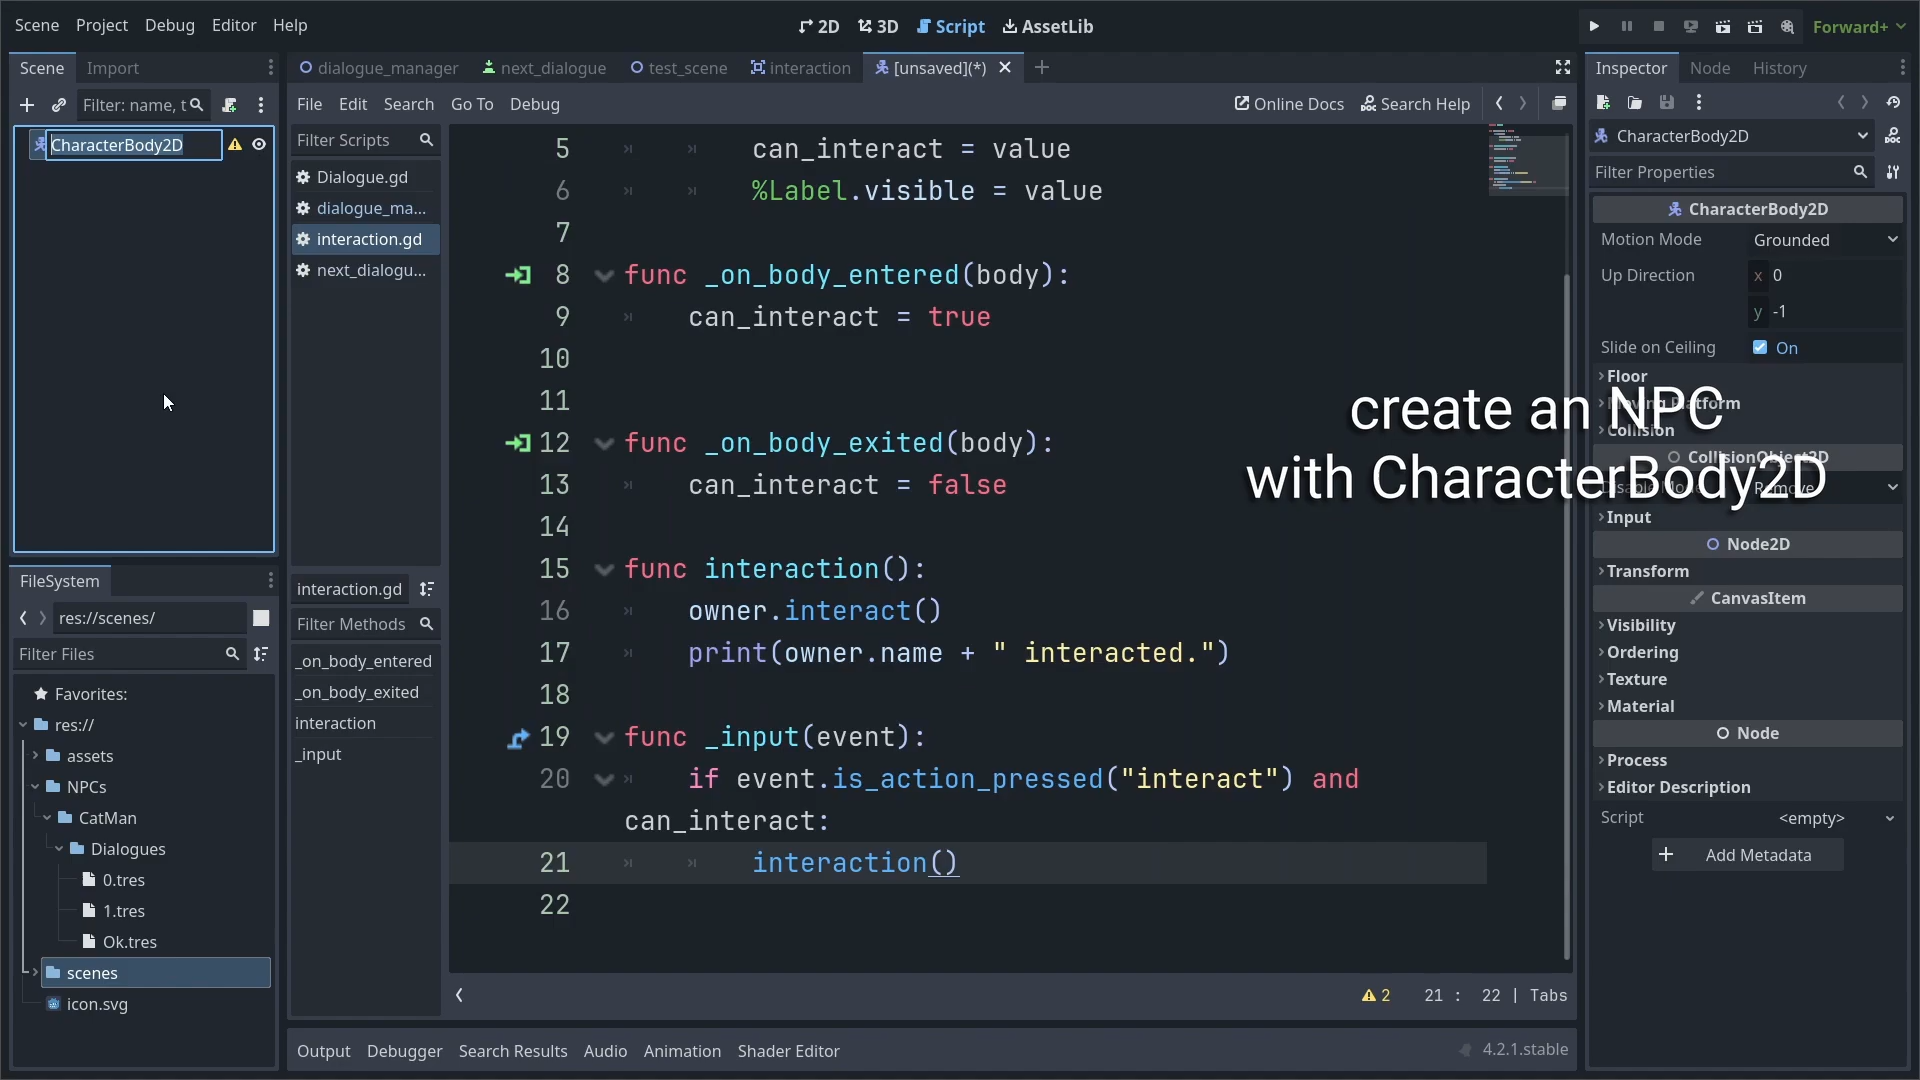 Scene Project Debug Editor Help
2D 3D Script AssetLib
Forward+
Scene Import
Filter: name, t
CharacterBody2D
dialogue_manager next_dialogue test_scene interaction [unsaved](*)
File Edit Search Go To Debug
Online Docs Search Help
Filter Scripts
Dialogue.gd
dialogue_ma...
interaction.gd
next_dialogu...
interaction.gd
Filter Methods
_on_body_entered
_on_body_exited
interaction
_input
5 can_interact = value
6 %Label.visible = value
7
8 func _on_body_entered(body):
9 can_interact = true
10
11
12 func _on_body_exited(body):
13 can_interact = false
14
15 func interaction():
16 owner.interact()
17 print(owner.name + " interacted.")
18
19 func _input(event):
20 if event.is_action_pressed("interact") and
can_interact:
21 interaction()
22
2 21 : 22 | Tabs
create an NPC
with CharacterBody2D
FileSystem
res://scenes/
Filter Files
Favorites:
res://
assets
NPCs
CatMan
Dialogues
0.tres
1.tres
Ok.tres
scenes
icon.svg
Output Debugger Search Results Audio Animation Shader Editor
4.2.1.stable
Inspector Node History
CharacterBody2D
Filter Properties
CharacterBody2D
Motion Mode Grounded
Up Direction x 0
y -1
Slide on Ceiling On
Floor
Moving Platform
Collision
CollisionObject2D
Disable Mode Remove
Input
Node2D
Transform
CanvasItem
Visibility
Ordering
Texture
Material
Node
Process
Editor Description
Script <empty>
Add Metadata